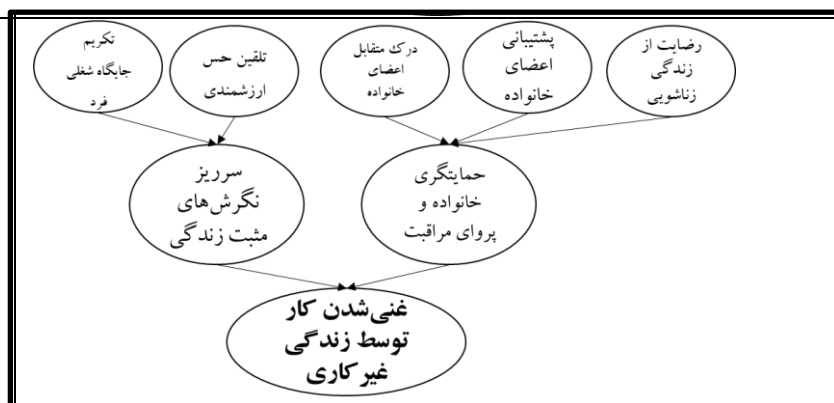 رضایت از
زندگی
زناشویی
پشتیبانی
اعضای
خانواده
درک متقابل
اعضای
خانواده
تلقین حس
ارزشمندی
تکریم
جایگاه شغلی
فرد
حمایتگری
خانواده و
پروای مراقبت
سرریز
نگرش‌های
مثبت زندگی
غنی‌شدن کار
توسط زندگی
غیرکاری